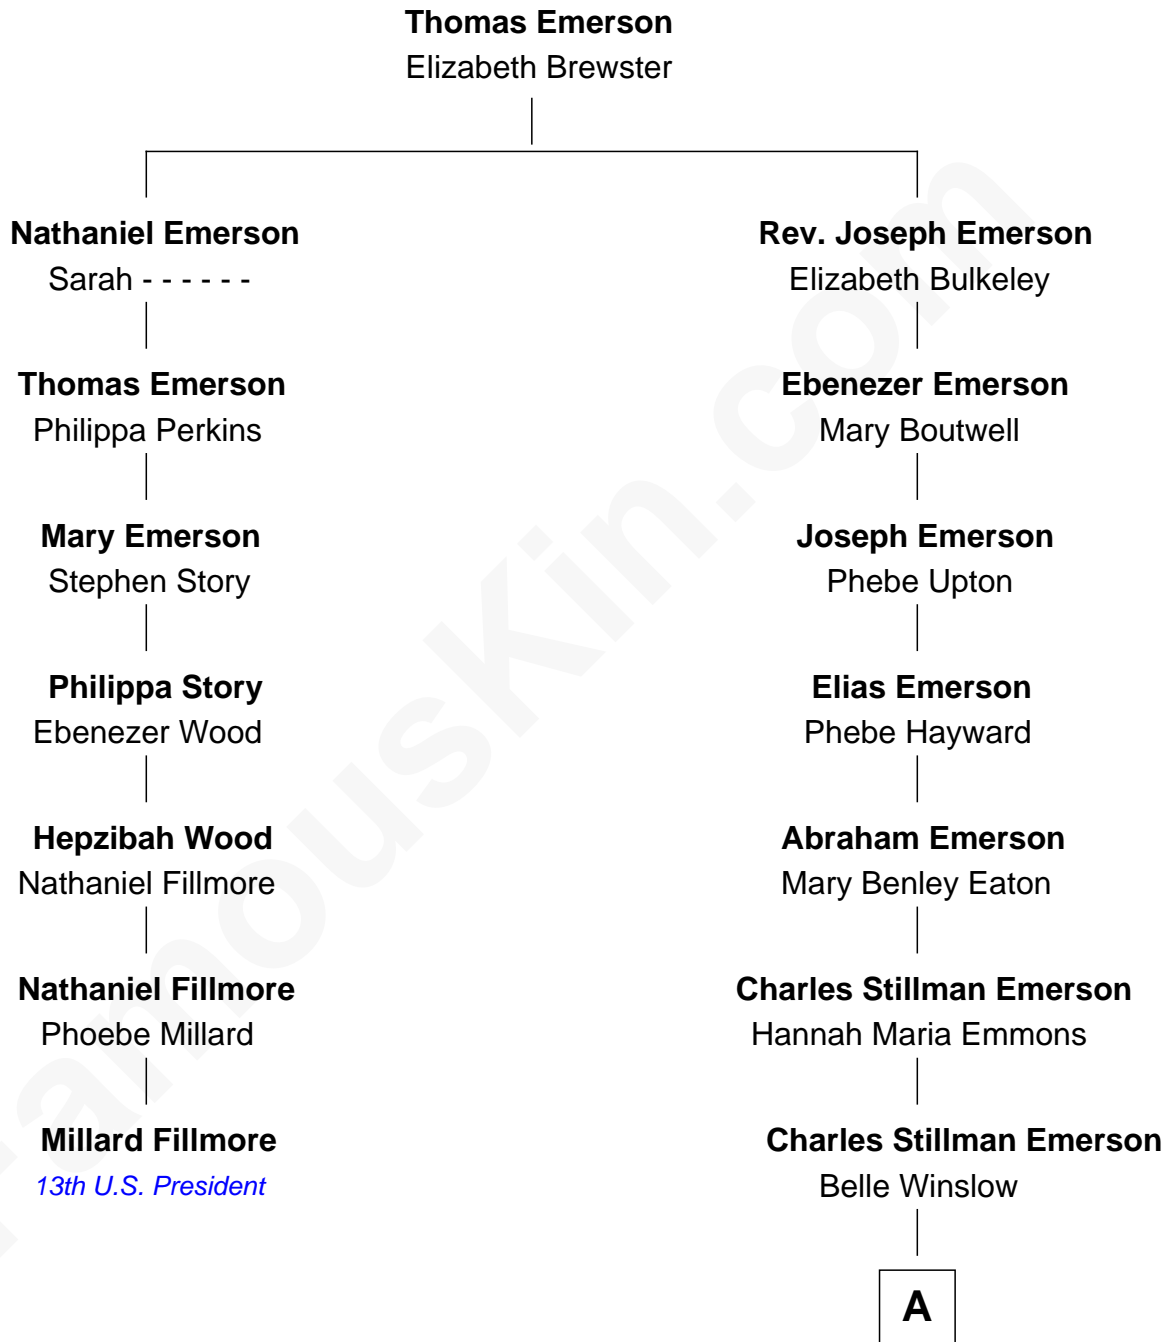 Thomas Emerson
Elizabeth Brewster
Nathaniel Emerson
Sarah - - - - - -
Rev. Joseph Emerson
Elizabeth Bulkeley
Thomas Emerson
Philippa Perkins
Ebenezer Emerson
Mary Boutwell
Mary Emerson
Stephen Story
Joseph Emerson
Phebe Upton
Philippa Story
Ebenezer Wood
Elias Emerson
Phebe Hayward
Hepzibah Wood
Nathaniel Fillmore
Abraham Emerson
Mary Benley Eaton
Nathaniel Fillmore
Phoebe Millard
Charles Stillman Emerson
Hannah Maria Emmons
Millard Fillmore
13th U.S. President
Charles Stillman Emerson
Belle Winslow
A
FamousKin.com